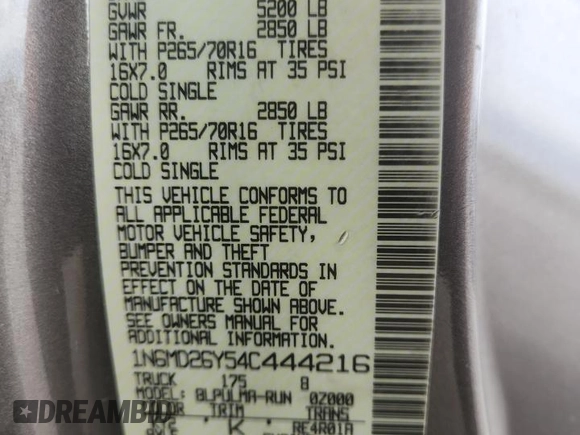 GVWR 5200 LB
GAWR FR. 2850 LB
WITH P265/70R16 TIRES
16X7.0 RIMS AT 35 PSI
COLD SINGLE
GAWR RR. 2850 LB
WITH P265/70R16 TIRES
16X7.0 RIMS AT 35 PSI
COLD SINGLE
THIS VEHICLE CONFORMS TO
ALL APPLICABLE FEDERAL
MOTOR VEHICLE SAFETY,
BUMPER AND THEFT
PREVENTION STANDARDS IN
EFFECT ON THE DATE OF
MANUFACTURE SHOWN ABOVE.
SEE OWNERS MANUAL FOR
ADDITIONAL INFORMATION
1N6MD26Y54C444216
TRUCK 175 8
MODEL: BLPULMA-RUN 02000
TRIM TRANS
K RE4R01A
BIDFAX